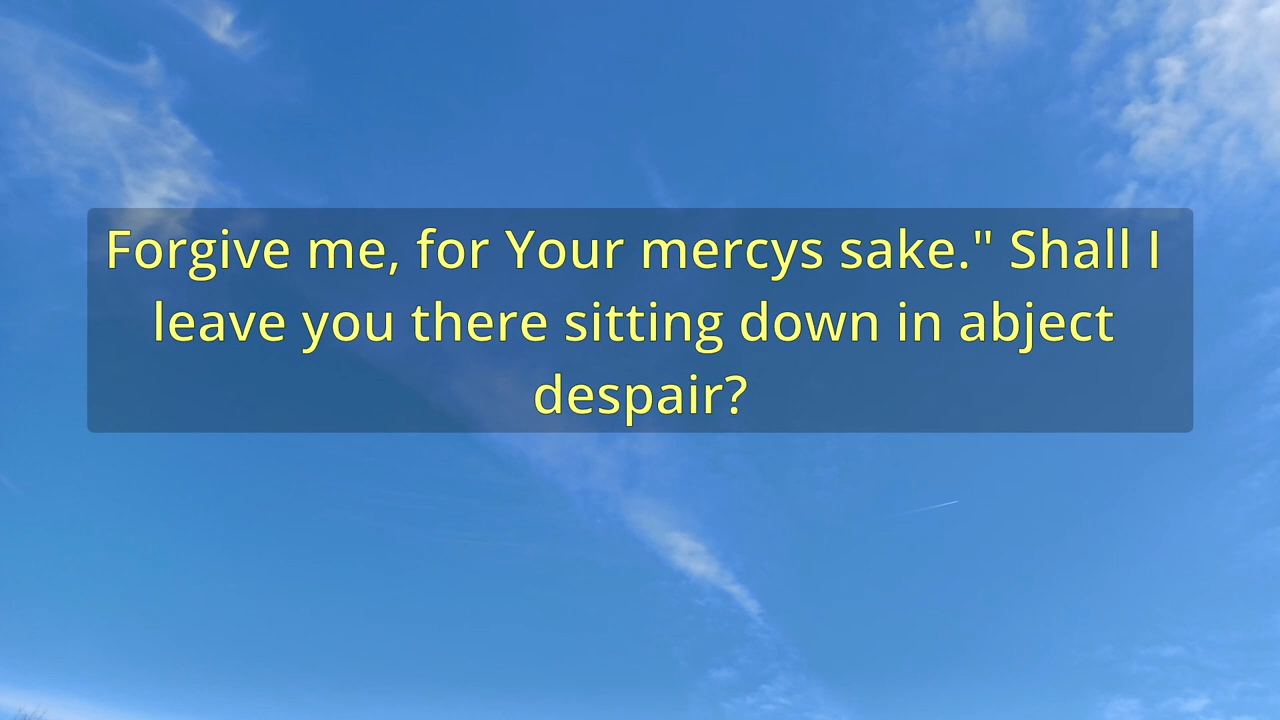 Forgive me, for Your mercys sake." Shall I
leave you there sitting down in abject
despair?